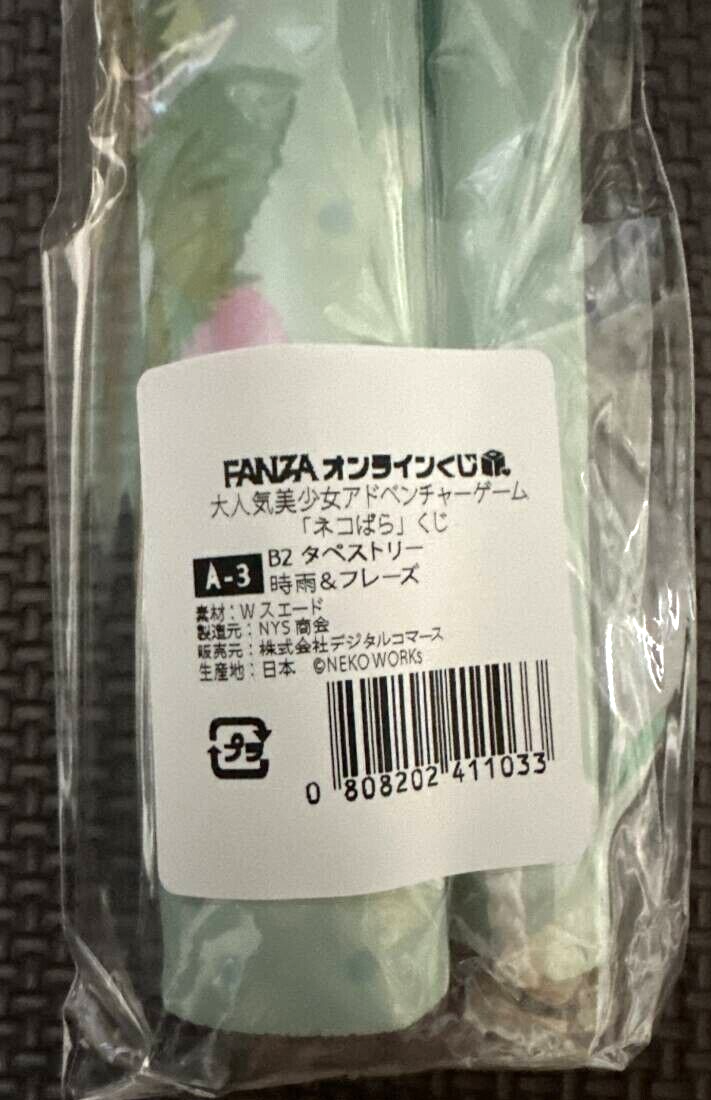 FANZA オンラインくじ
大人気美少女アドベンチャーゲーム
「ネコぱら」くじ
A-3 B2 タペストリー
時雨&フレーズ
素材：Wスエード
製造元：NYS商会
販売元：株式会社デジタルコマース
生産地：日本 ©NEKO WORKs
プラ
0 808202 411033